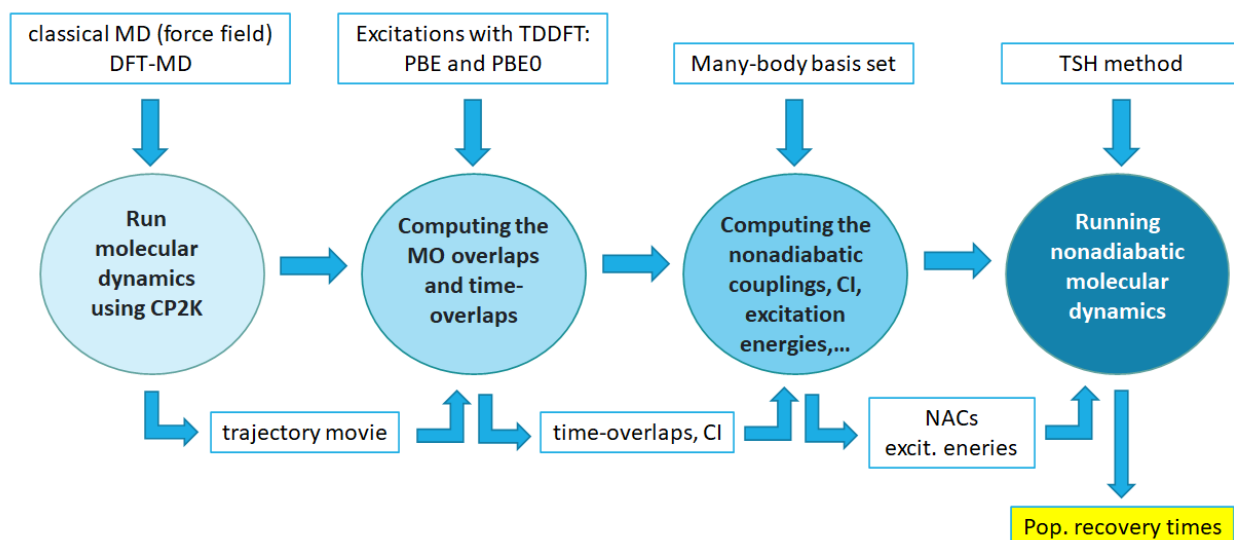 classical MD (force field)
DFT-MD
Excitations with TDDFT:
PBE and PBE0
Many-body basis set
TSH method
Run
molecular
dynamics
using CP2K
Computing the
MO overlaps
and time-
overlaps
Computing the
nonadiabatic
couplings, CI,
excitation
energies,...
Running
nonadiabatic
molecular
dynamics
trajectory movie
time-overlaps, CI
NACs
excit. eneries
Pop. recovery times